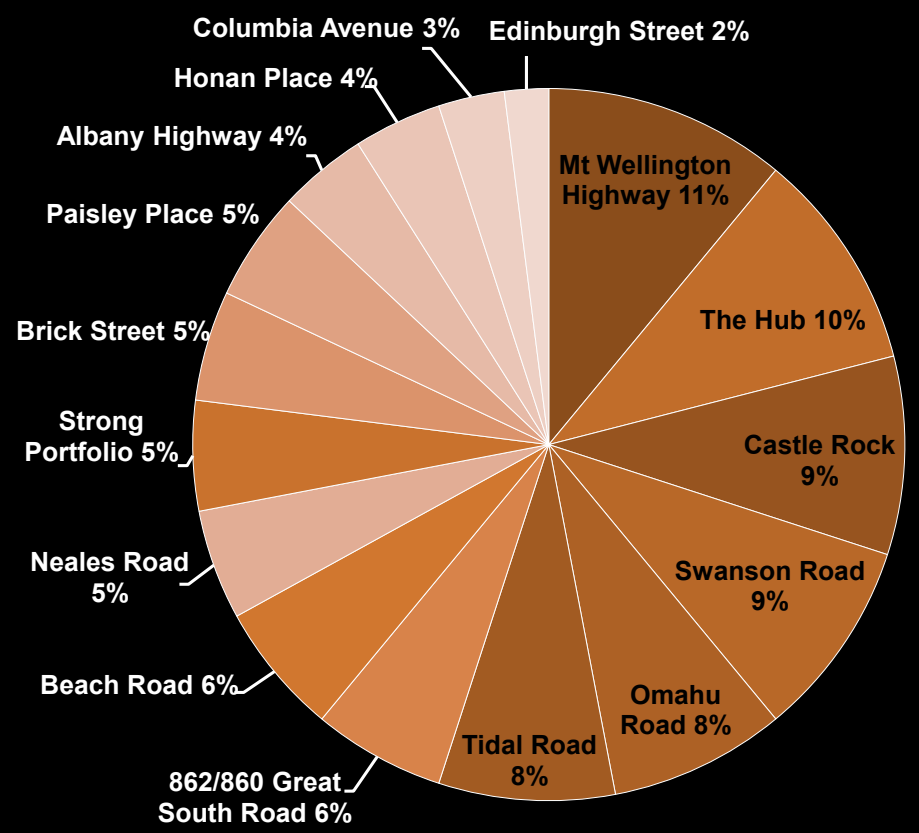 Columbia Avenue 3%
Edinburgh Street 2%
Honan Place 4%
Albany Highway 4%
Paisley Place 5%
Brick Street 5%
Strong
Portfolio 5%
Neales Road
5%
Beach Road 6%
862/860 Great
South Road 6%
Mt Wellington
Highway 11%
The Hub 10%
Castle Rock
9%
Swanson Road
9%
Omahu
Road 8%
Tidal Road
8%